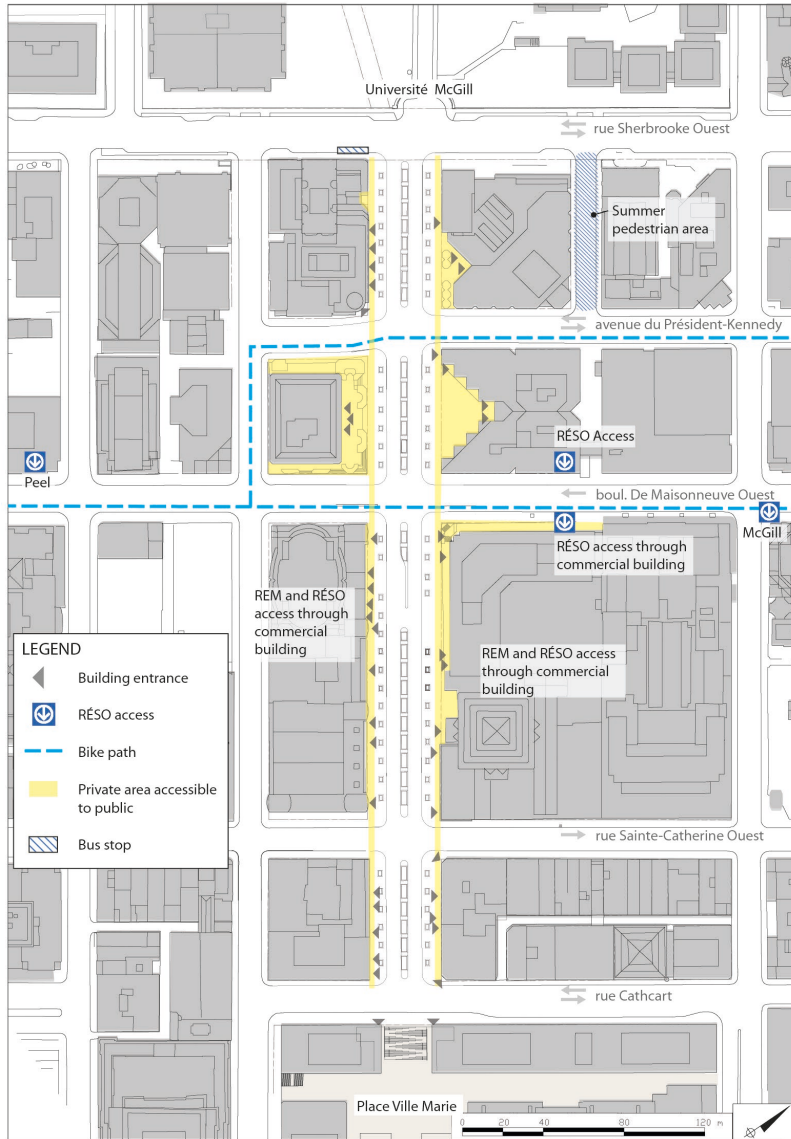 Université McGill
rue Sherbrooke Ouest
Summer
pedestrian area
avenue du Président-Kennedy
RÉSO Access
Peel
boul. De Maisonneuve Ouest
McGill
RÉSO access through
commercial building
REM and RÉSO
access through
commercial
building
REM and RÉSO access
through commercial
building
LEGEND
Building entrance
RÉSO access
Bike path
Private area accessible
to public
Bus stop
rue Sainte-Catherine Ouest
rue Cathcart
Place Ville Marie
0 20 40 80 120 m